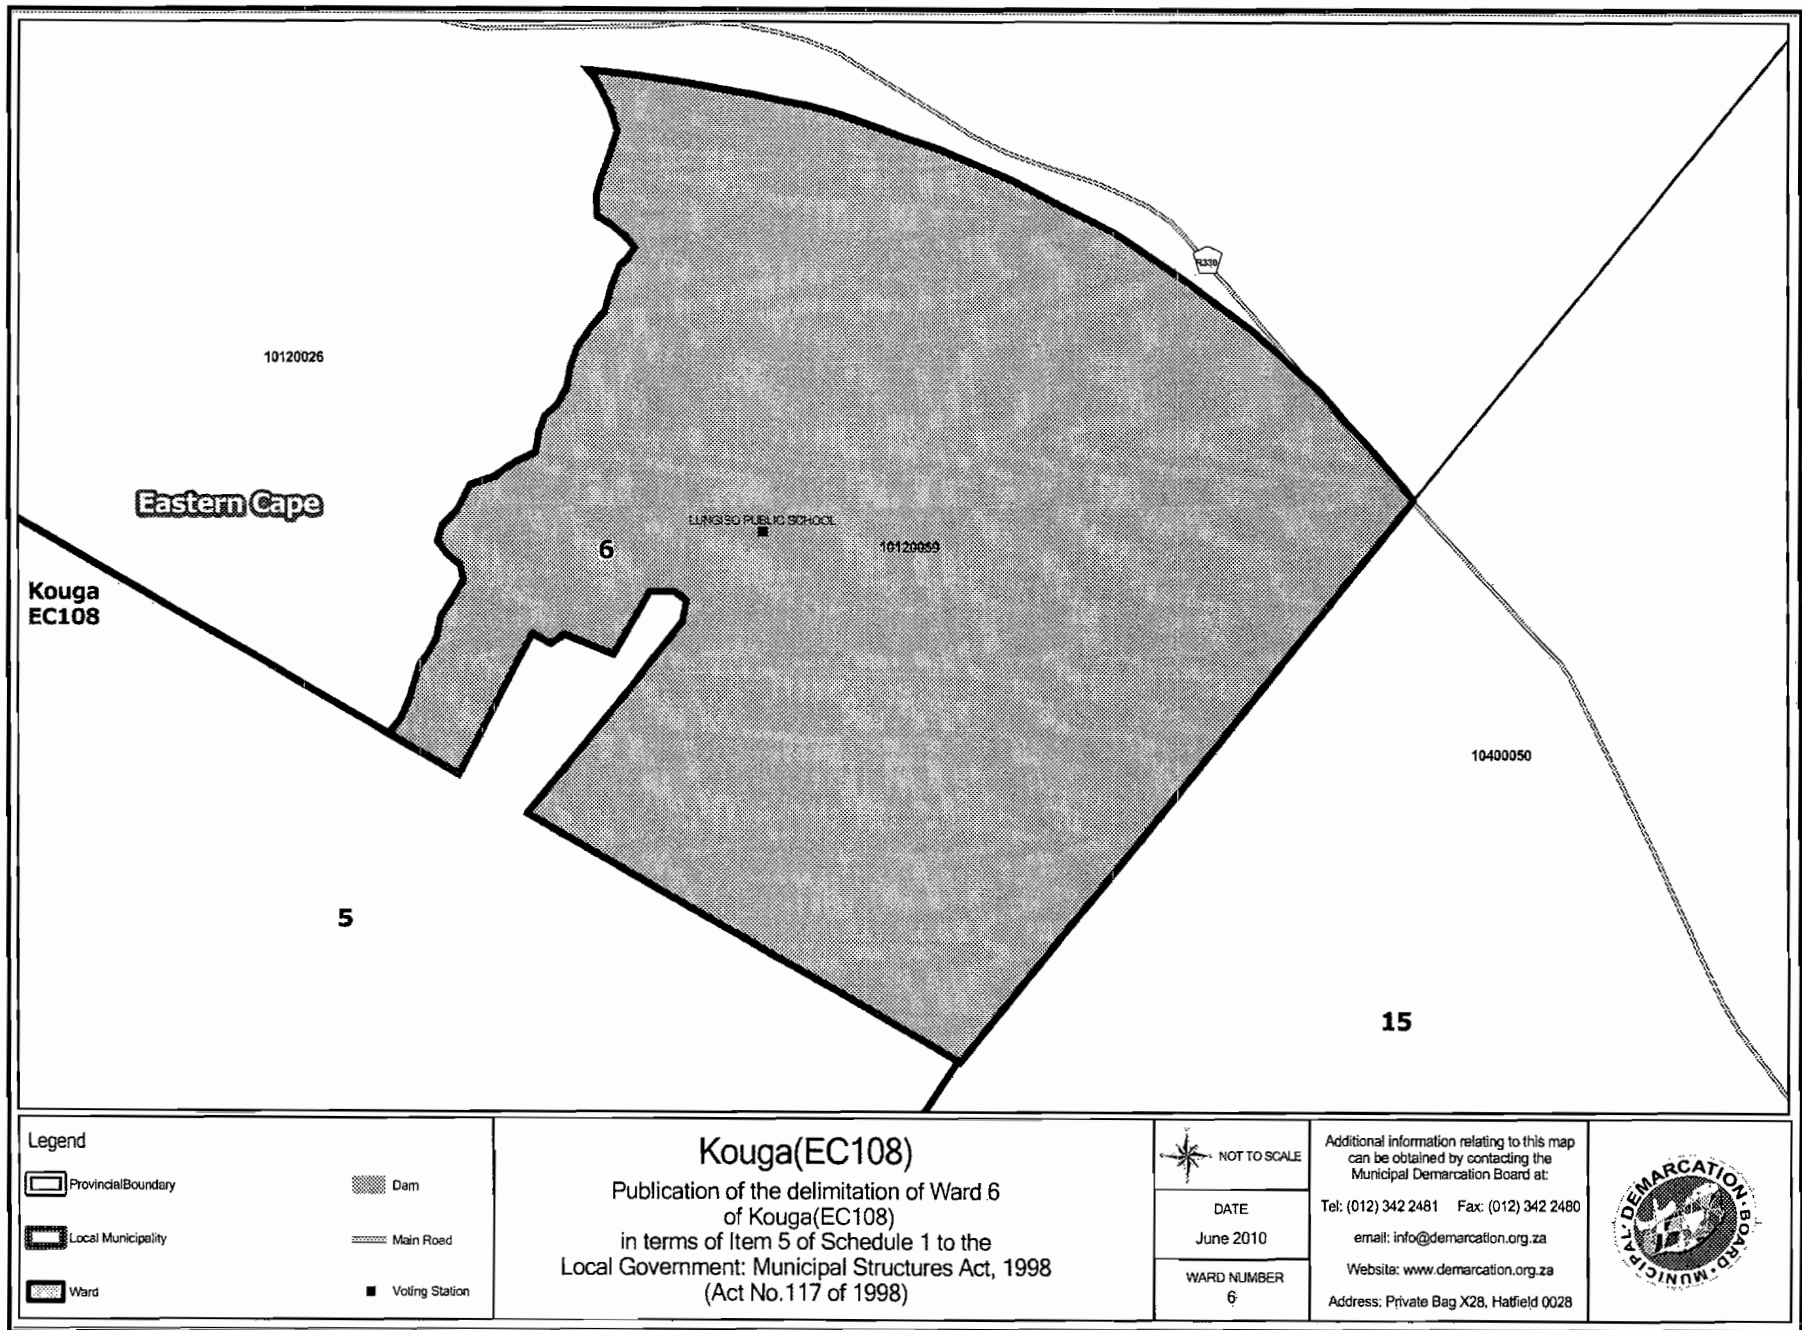 R330
10120026
Eastern Cape
LUNGISO PUBLIC SCHOOL
6
10120059
Kouga
EC108
10400050
5
15
Legend
ProvincialBoundary
Dam
Local Municipality
Main Road
Ward
Voting Station
Kouga(EC108)
Publication of the delimitation of Ward 6
of Kouga(EC108)
in terms of Item 5 of Schedule 1 to the
Local Government: Municipal Structures Act, 1998
(Act No.117 of 1998)
NOT TO SCALE
DATE
June 2010
WARD NUMBER
6
Additional information relating to this map
can be obtained by contacting the
Municipal Demarcation Board at:
Tel: (012) 342 2481 Fax: (012) 342 2480
email: info@demarcation.org.za
Website: www.demarcation.org.za
Address: Private Bag X28, Hatfield 0028
MUNICIPAL · DEMARCATION · BOARD ·